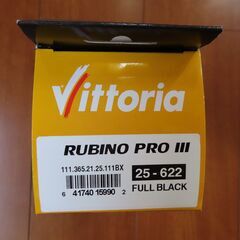 Vittoria
RUBINO PRO III
111.365.21.25.111BX
25-622
6 41740 15990 2
FULL BLACK